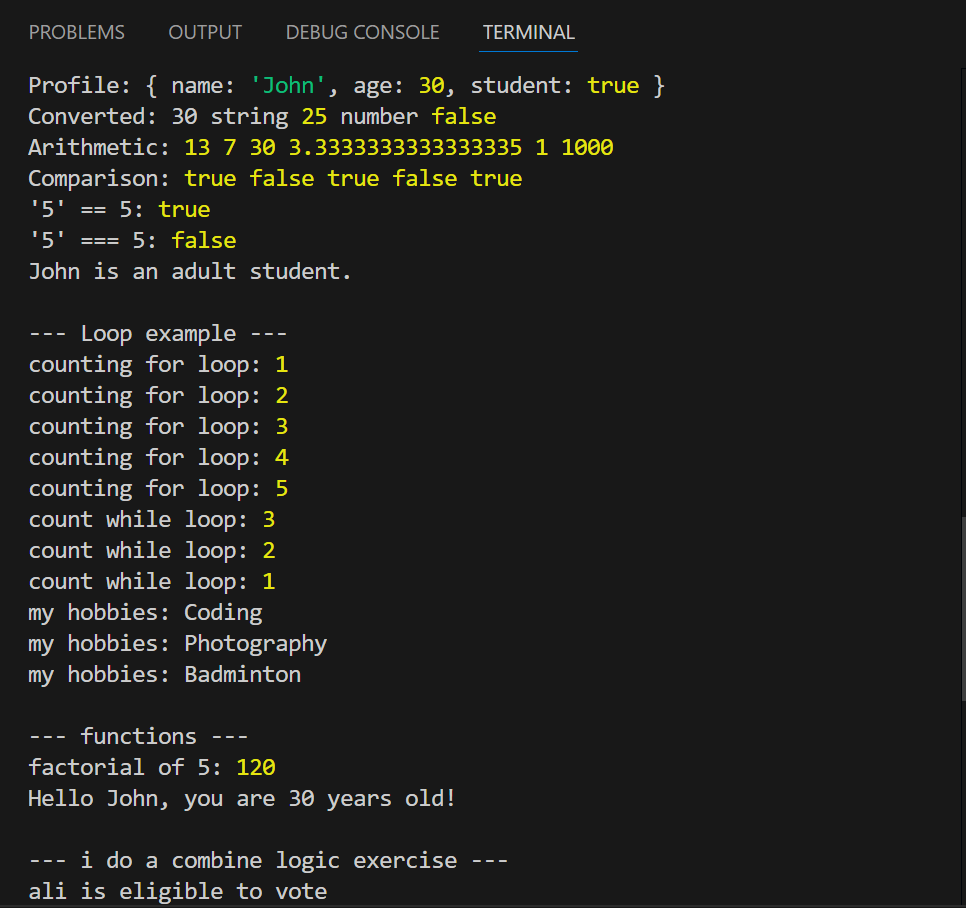 PROBLEMS OUTPUT DEBUG CONSOLE TERMINAL
Profile: { name: 'John', age: 30, student: true }
Converted: 30 string 25 number false
Arithmetic: 13 7 30 3.3333333333333335 1 1000
Comparison: true false true false true
'5' == 5: true
'5' === 5: false
John is an adult student.
--- Loop example ---
counting for loop: 1
counting for loop: 2
counting for loop: 3
counting for loop: 4
counting for loop: 5
count while loop: 3
count while loop: 2
count while loop: 1
my hobbies: Coding
my hobbies: Photography
my hobbies: Badminton
--- functions ---
factorial of 5: 120
Hello John, you are 30 years old!
--- i do a combine logic exercise ---
ali is eligible to vote